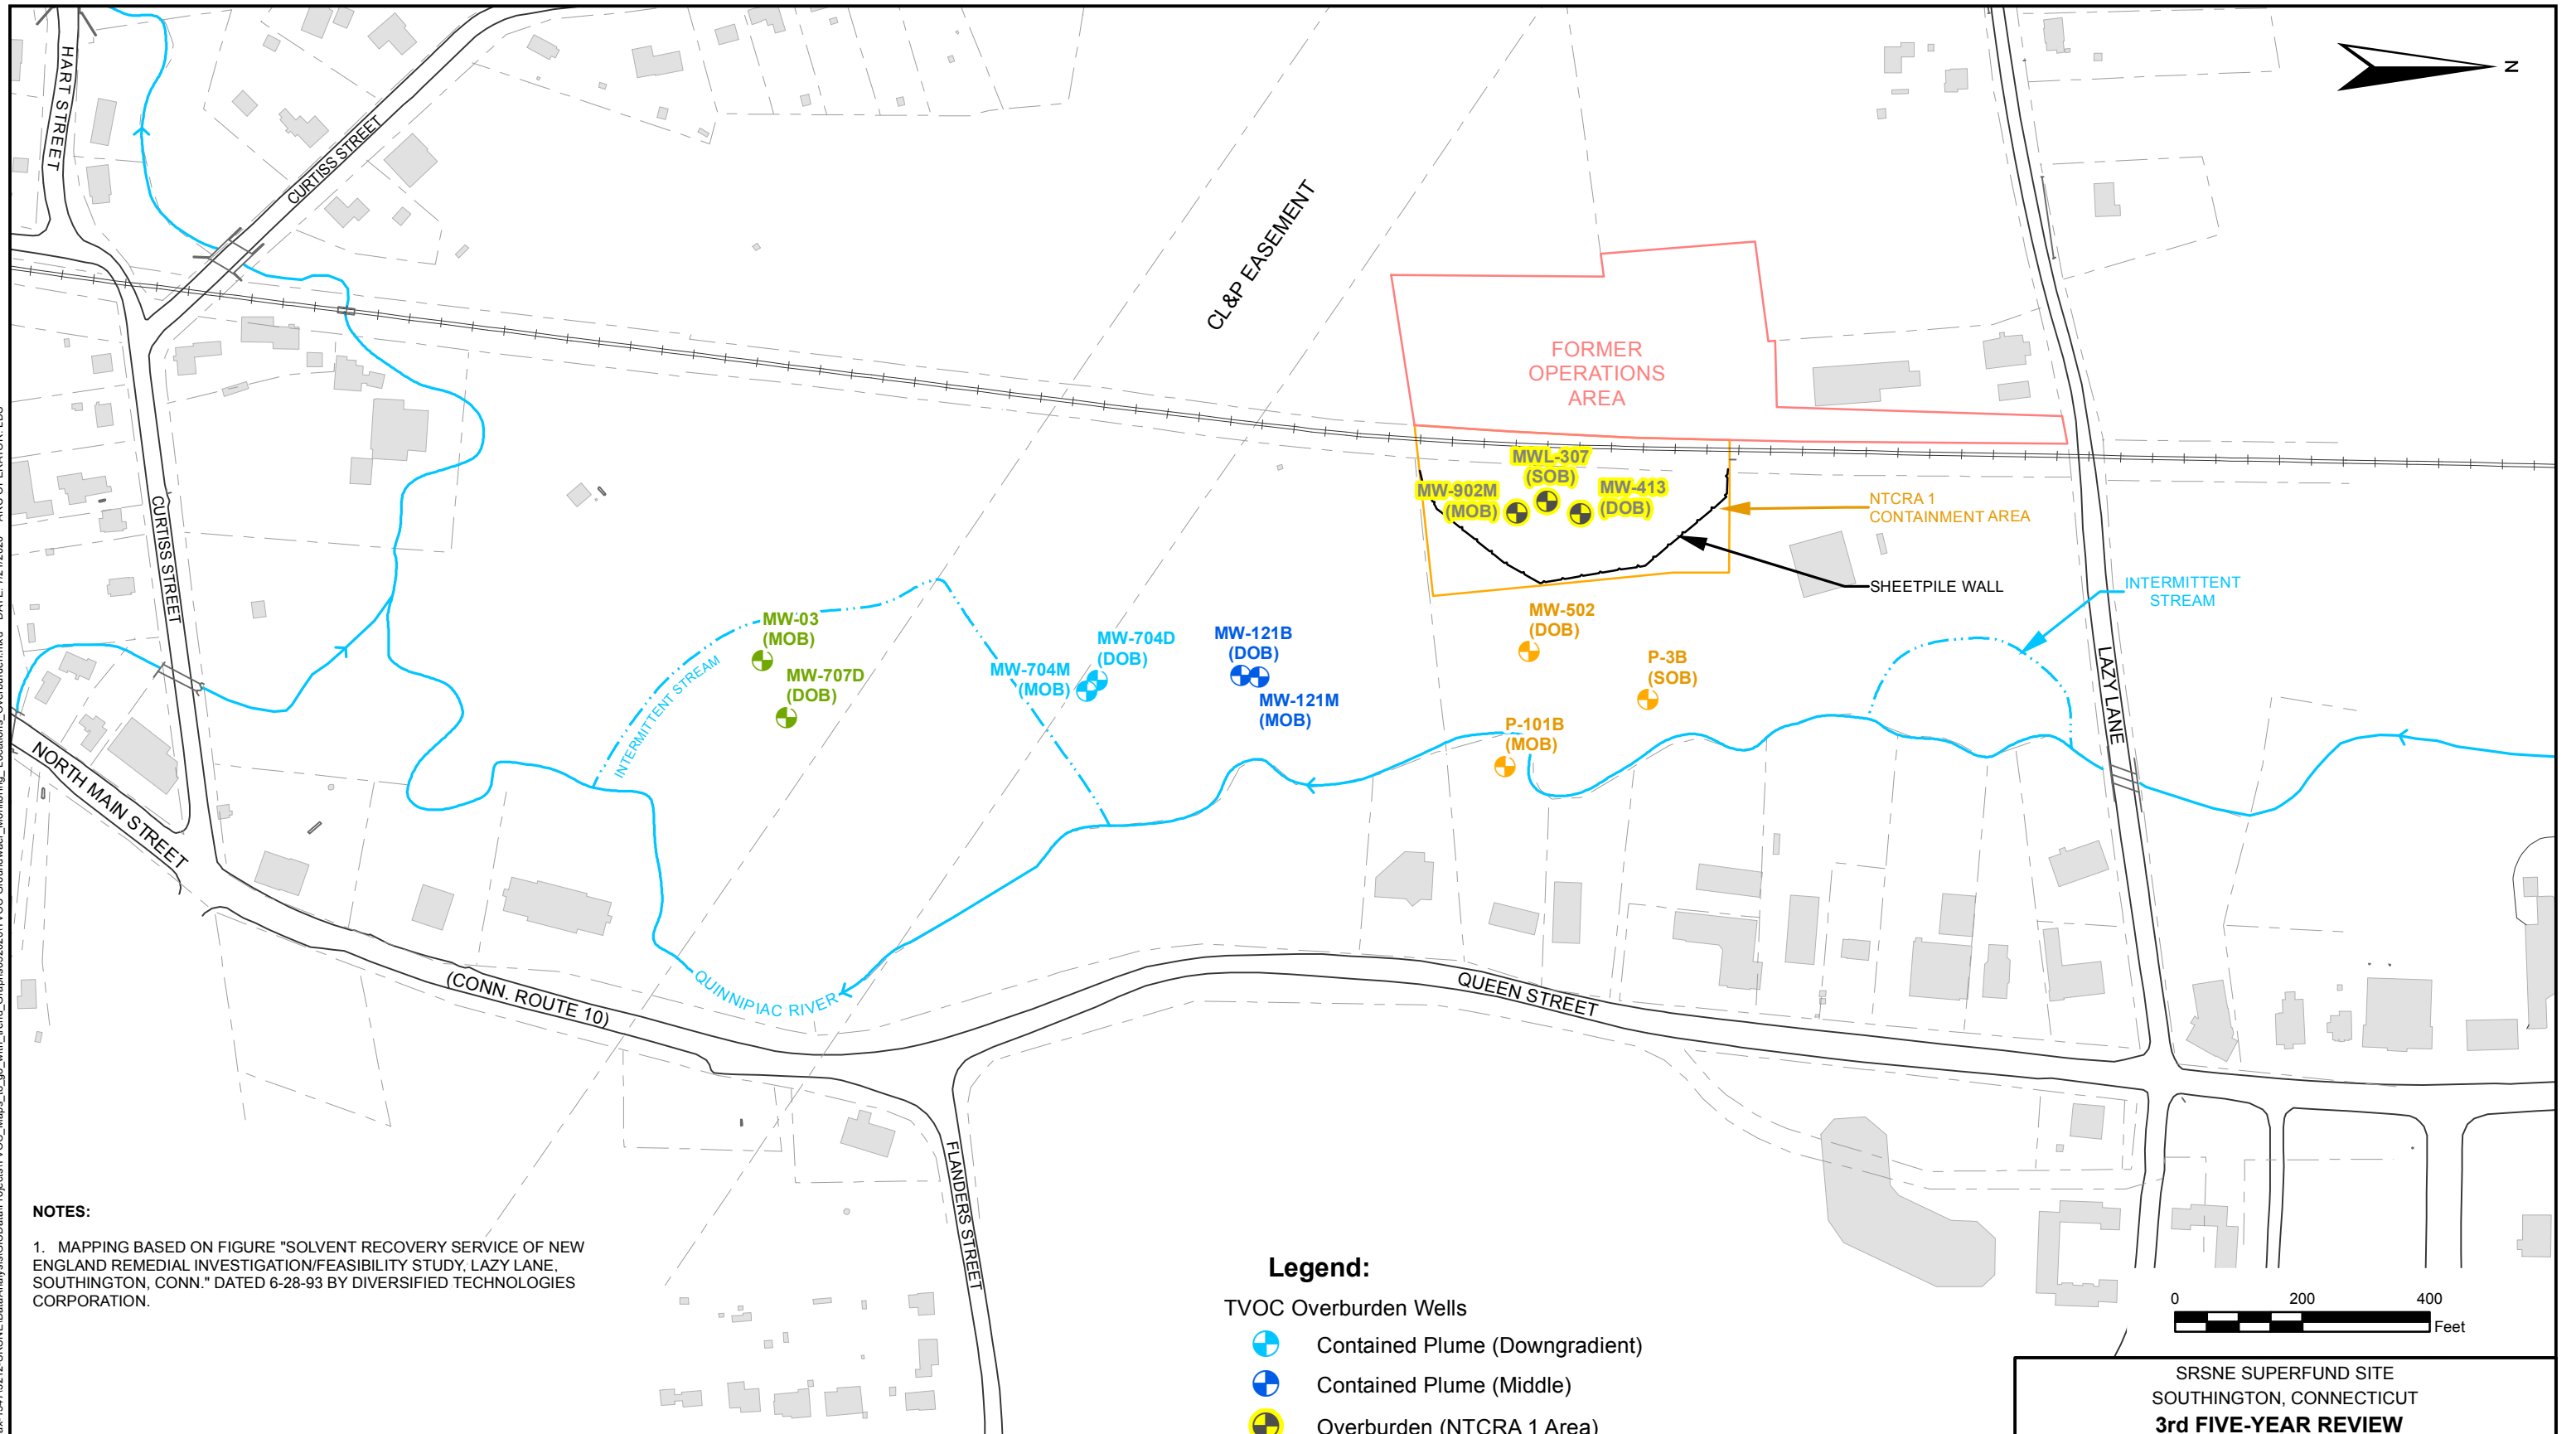 HART STREET
CURTISS STREET
CL&P EASEMENT
N
FORMER
OPERATIONS
AREA
MWL-307
(SOB)
MW-902M
(MOB)
MW-413
(DOB)
NTCRA 1
CONTAINMENT AREA
SHEETPILE WALL
INTERMITTENT
STREAM
CURTISS STREET
MW-03
(MOB)
MW-707D
(DOB)
INTERMITTENT STREAM
MW-704M
(MOB)
MW-704D
(DOB)
MW-121B
(DOB)
MW-121M
(MOB)
MW-502
(DOB)
P-3B
(SOB)
P-101B
(MOB)
LAZY LANE
NORTH MAIN STREET
(CONN. ROUTE 10)
QUINNIPIAC RIVER
QUEEN STREET
FLANDERS STREET
NOTES:
1. MAPPING BASED ON FIGURE "SOLVENT RECOVERY SERVICE OF NEW
ENGLAND REMEDIAL INVESTIGATION/FEASIBILITY STUDY, LAZY LANE,
SOUTHINGTON, CONN." DATED 6-28-93 BY DIVERSIFIED TECHNOLOGIES
CORPORATION.
Legend:
TVOC Overburden Wells
Contained Plume (Downgradient)
Contained Plume (Middle)
Overburden (NTCRA 1 Area)
0 200 400
Feet
SRSNE SUPERFUND SITE
SOUTHINGTON, CONNECTICUT
3rd FIVE-YEAR REVIEW